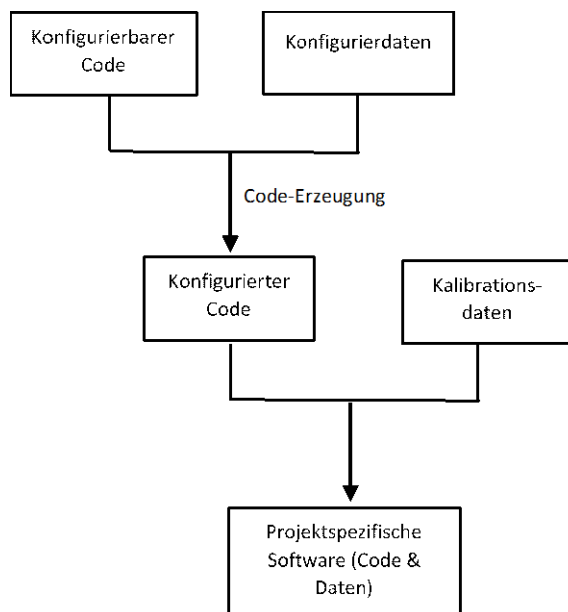 Konfigurierbarer
Code
Konfigurierdaten
Code-Erzeugung
Konfigurierter
Code
Kalibrations-
daten
Projektspezifische
Software (Code &
Daten)